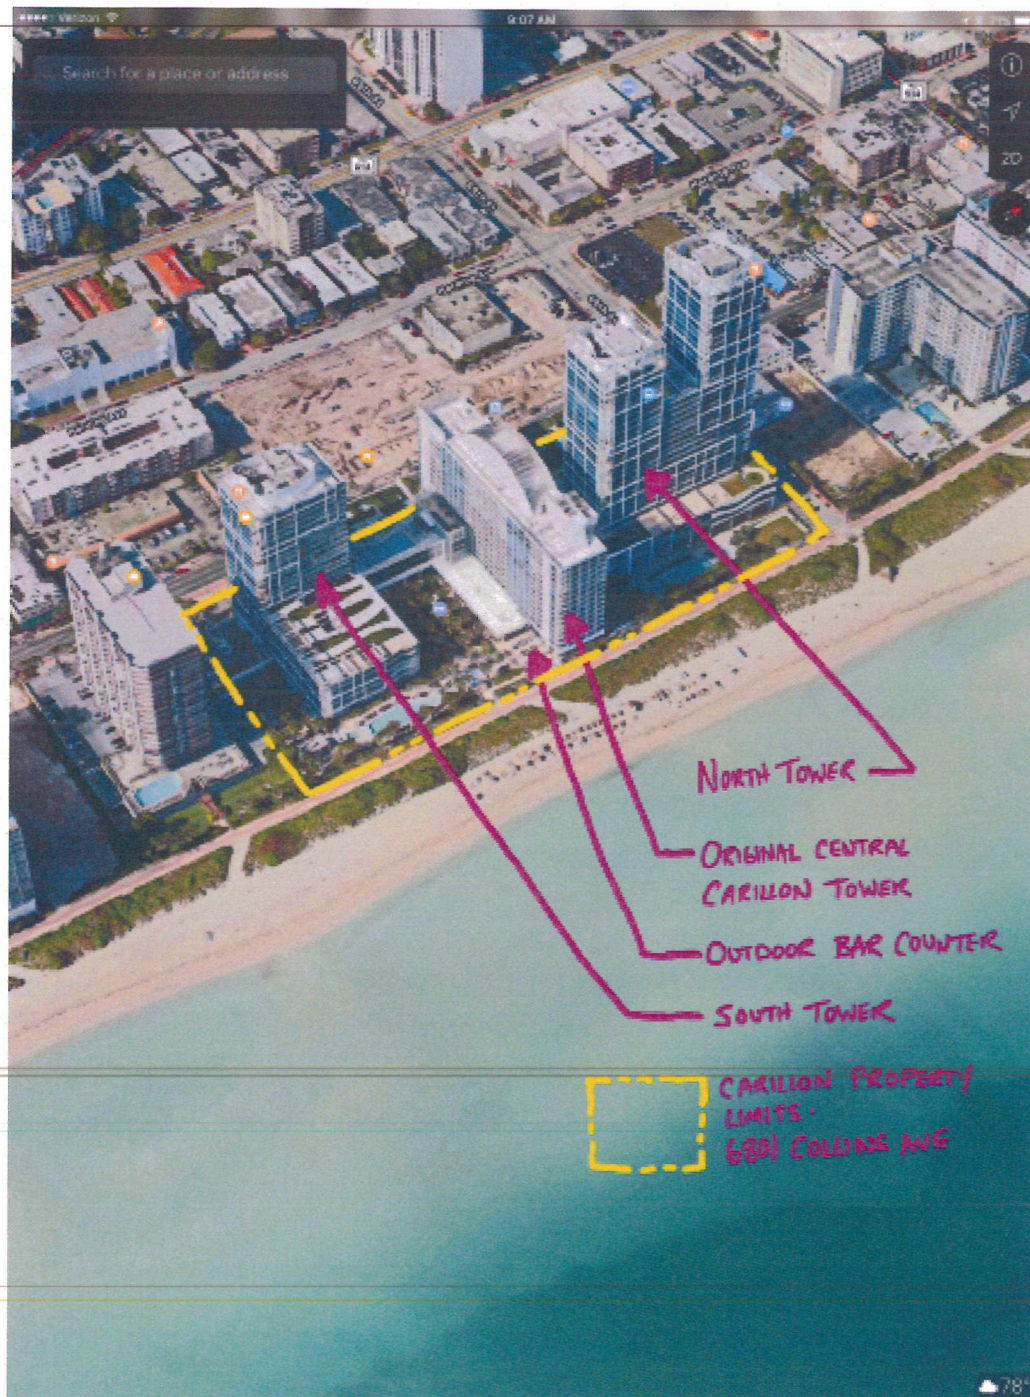 Verizon
9:07 AM
Search for a place or address
2D
NORTH TOWER
ORIGINAL CENTRAL
CARILLON TOWER
OUTDOOR BAR COUNTER
SOUTH TOWER
CARILLON PROPERTY
LIMITS -
6801 COLLINS AVE